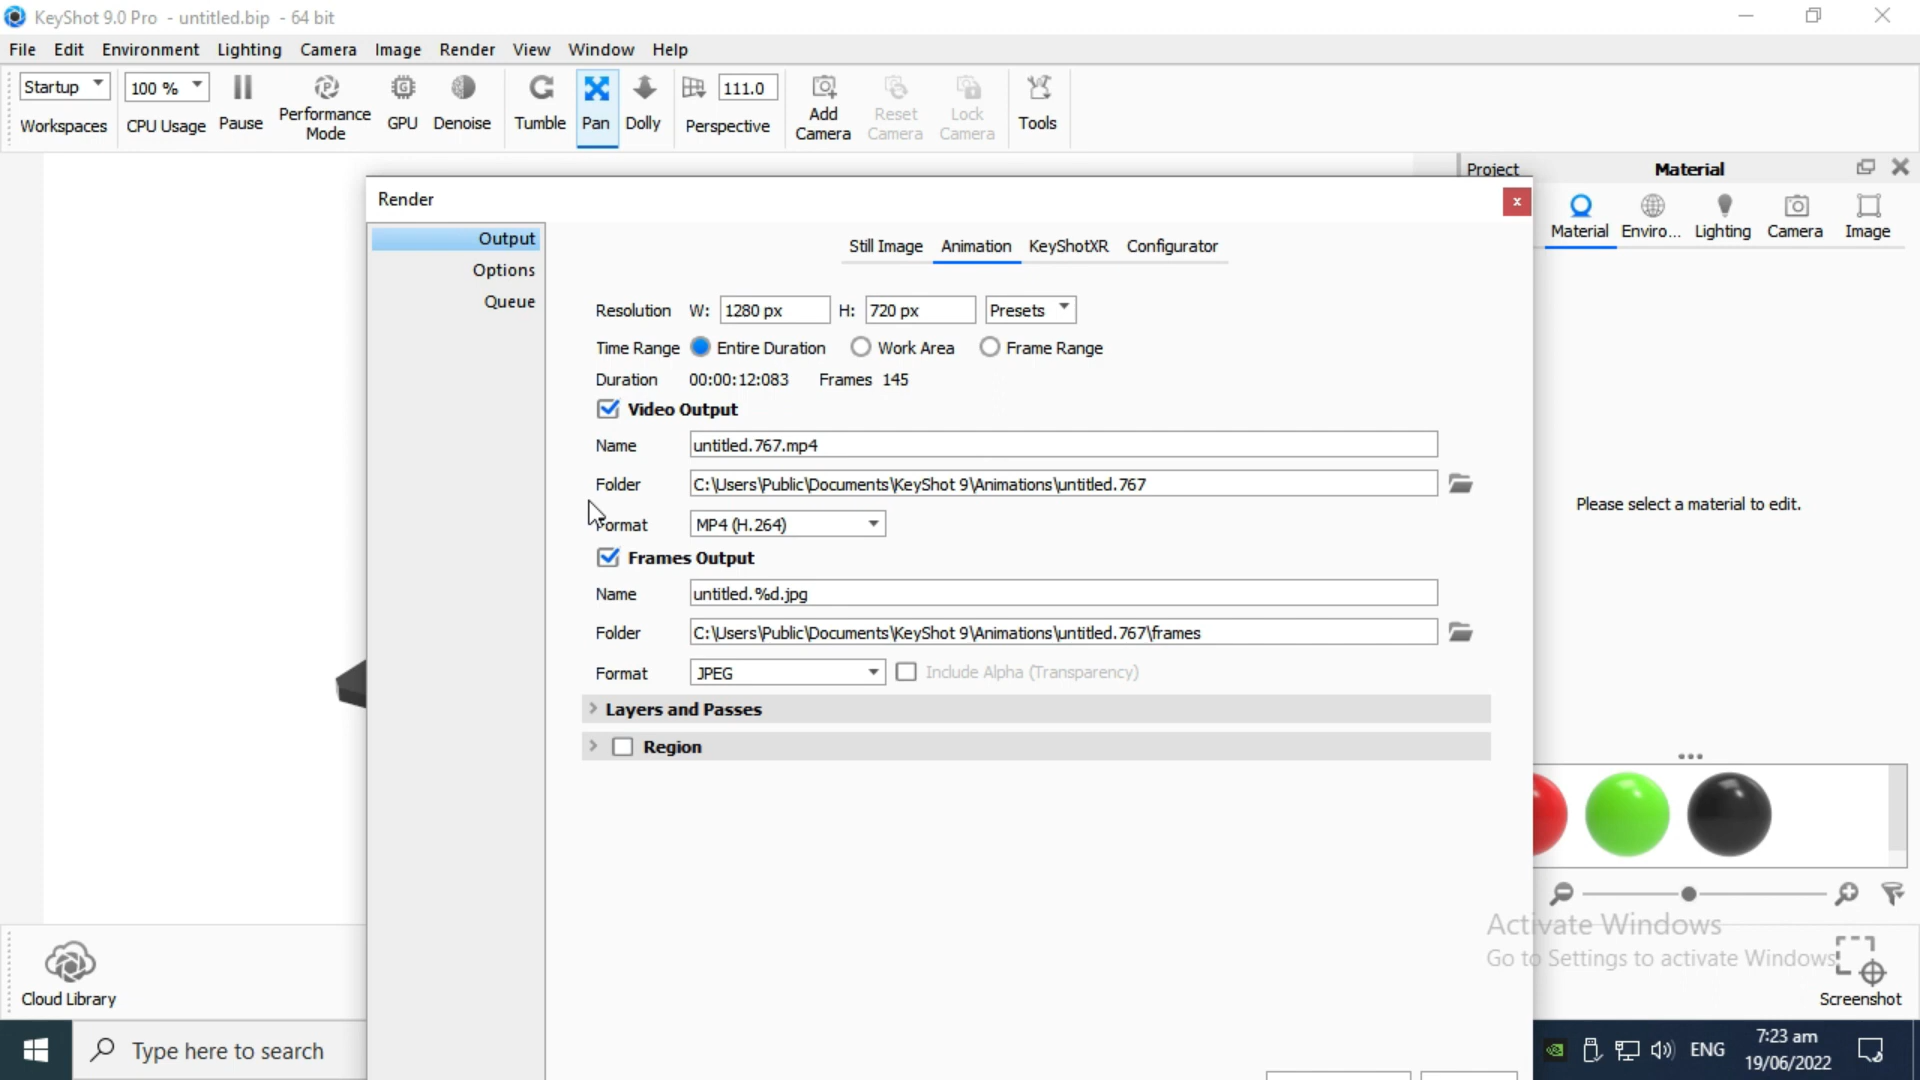 KeyShot 9.0 Pro - untitled.bip - 64 bit
File Edit Environment Lighting Camera Image Render View Window Help
Startup 100 % 111.0
Workspaces CPU Usage Pause Performance Mode GPU Denoise Tumble Pan Dolly Perspective Add Camera Reset Camera Lock Camera Tools
Project Material
Material Enviro... Lighting Camera Image
Render
Output
Options
Queue
Still Image Animation KeyShotXR Configurator
Resolution W: 1280 px H: 720 px Presets
Time Range Entire Duration Work Area Frame Range
Duration 00:00:12:083 Frames 145
Video Output
Name untitled.767.mp4
Folder C:\Users\Public\Documents\KeyShot 9\Animations\untitled.767
Format MP4 (H.264)
Frames Output
Name untitled.%d.jpg
Folder C:\Users\Public\Documents\KeyShot 9\Animations\untitled.767\frames
Format JPEG Include Alpha (Transparency)
Layers and Passes
Region
Please select a material to edit.
Activate Windows
Go to Settings to activate Windows.
Cloud Library
Screenshot
Type here to search
ENG
7:23 am
19/06/2022